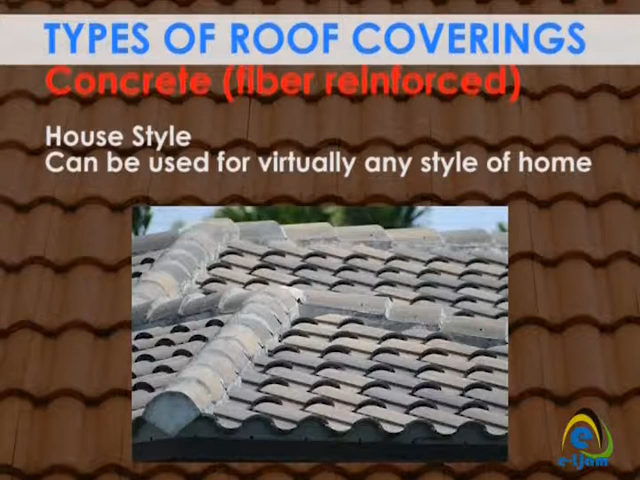 TYPES OF ROOF COVERINGS
Concrete (fiber reinforced)
House Style
Can be used for virtually any style of home
e-ijam